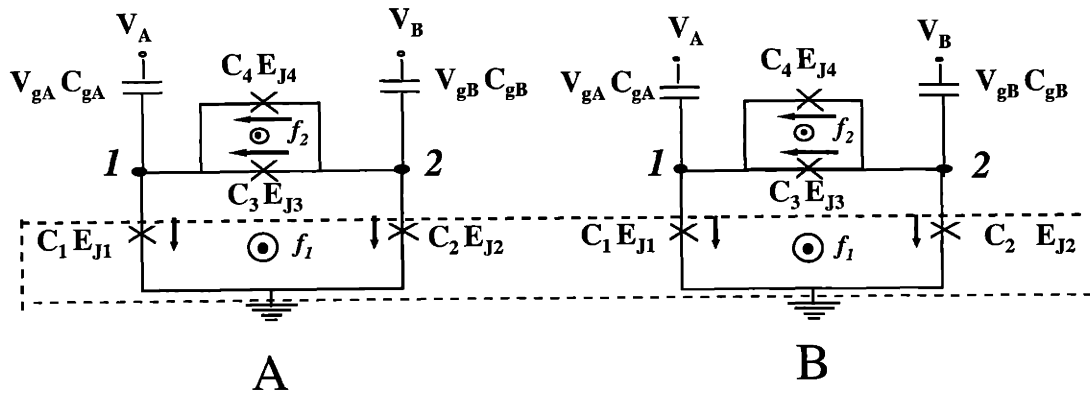 V_A V_B V_A V_B
C_4 E_J4 C_4 E_J4
V_gA C_gA V_gB C_gB V_gA C_gA V_gB C_gB
f_2 f_2
1 2 1 2
C_3 E_J3 C_3 E_J3
C_1 E_J1 f_1 C_2 E_J2 C_1 E_J1 f_1 C_2 E_J2
A B